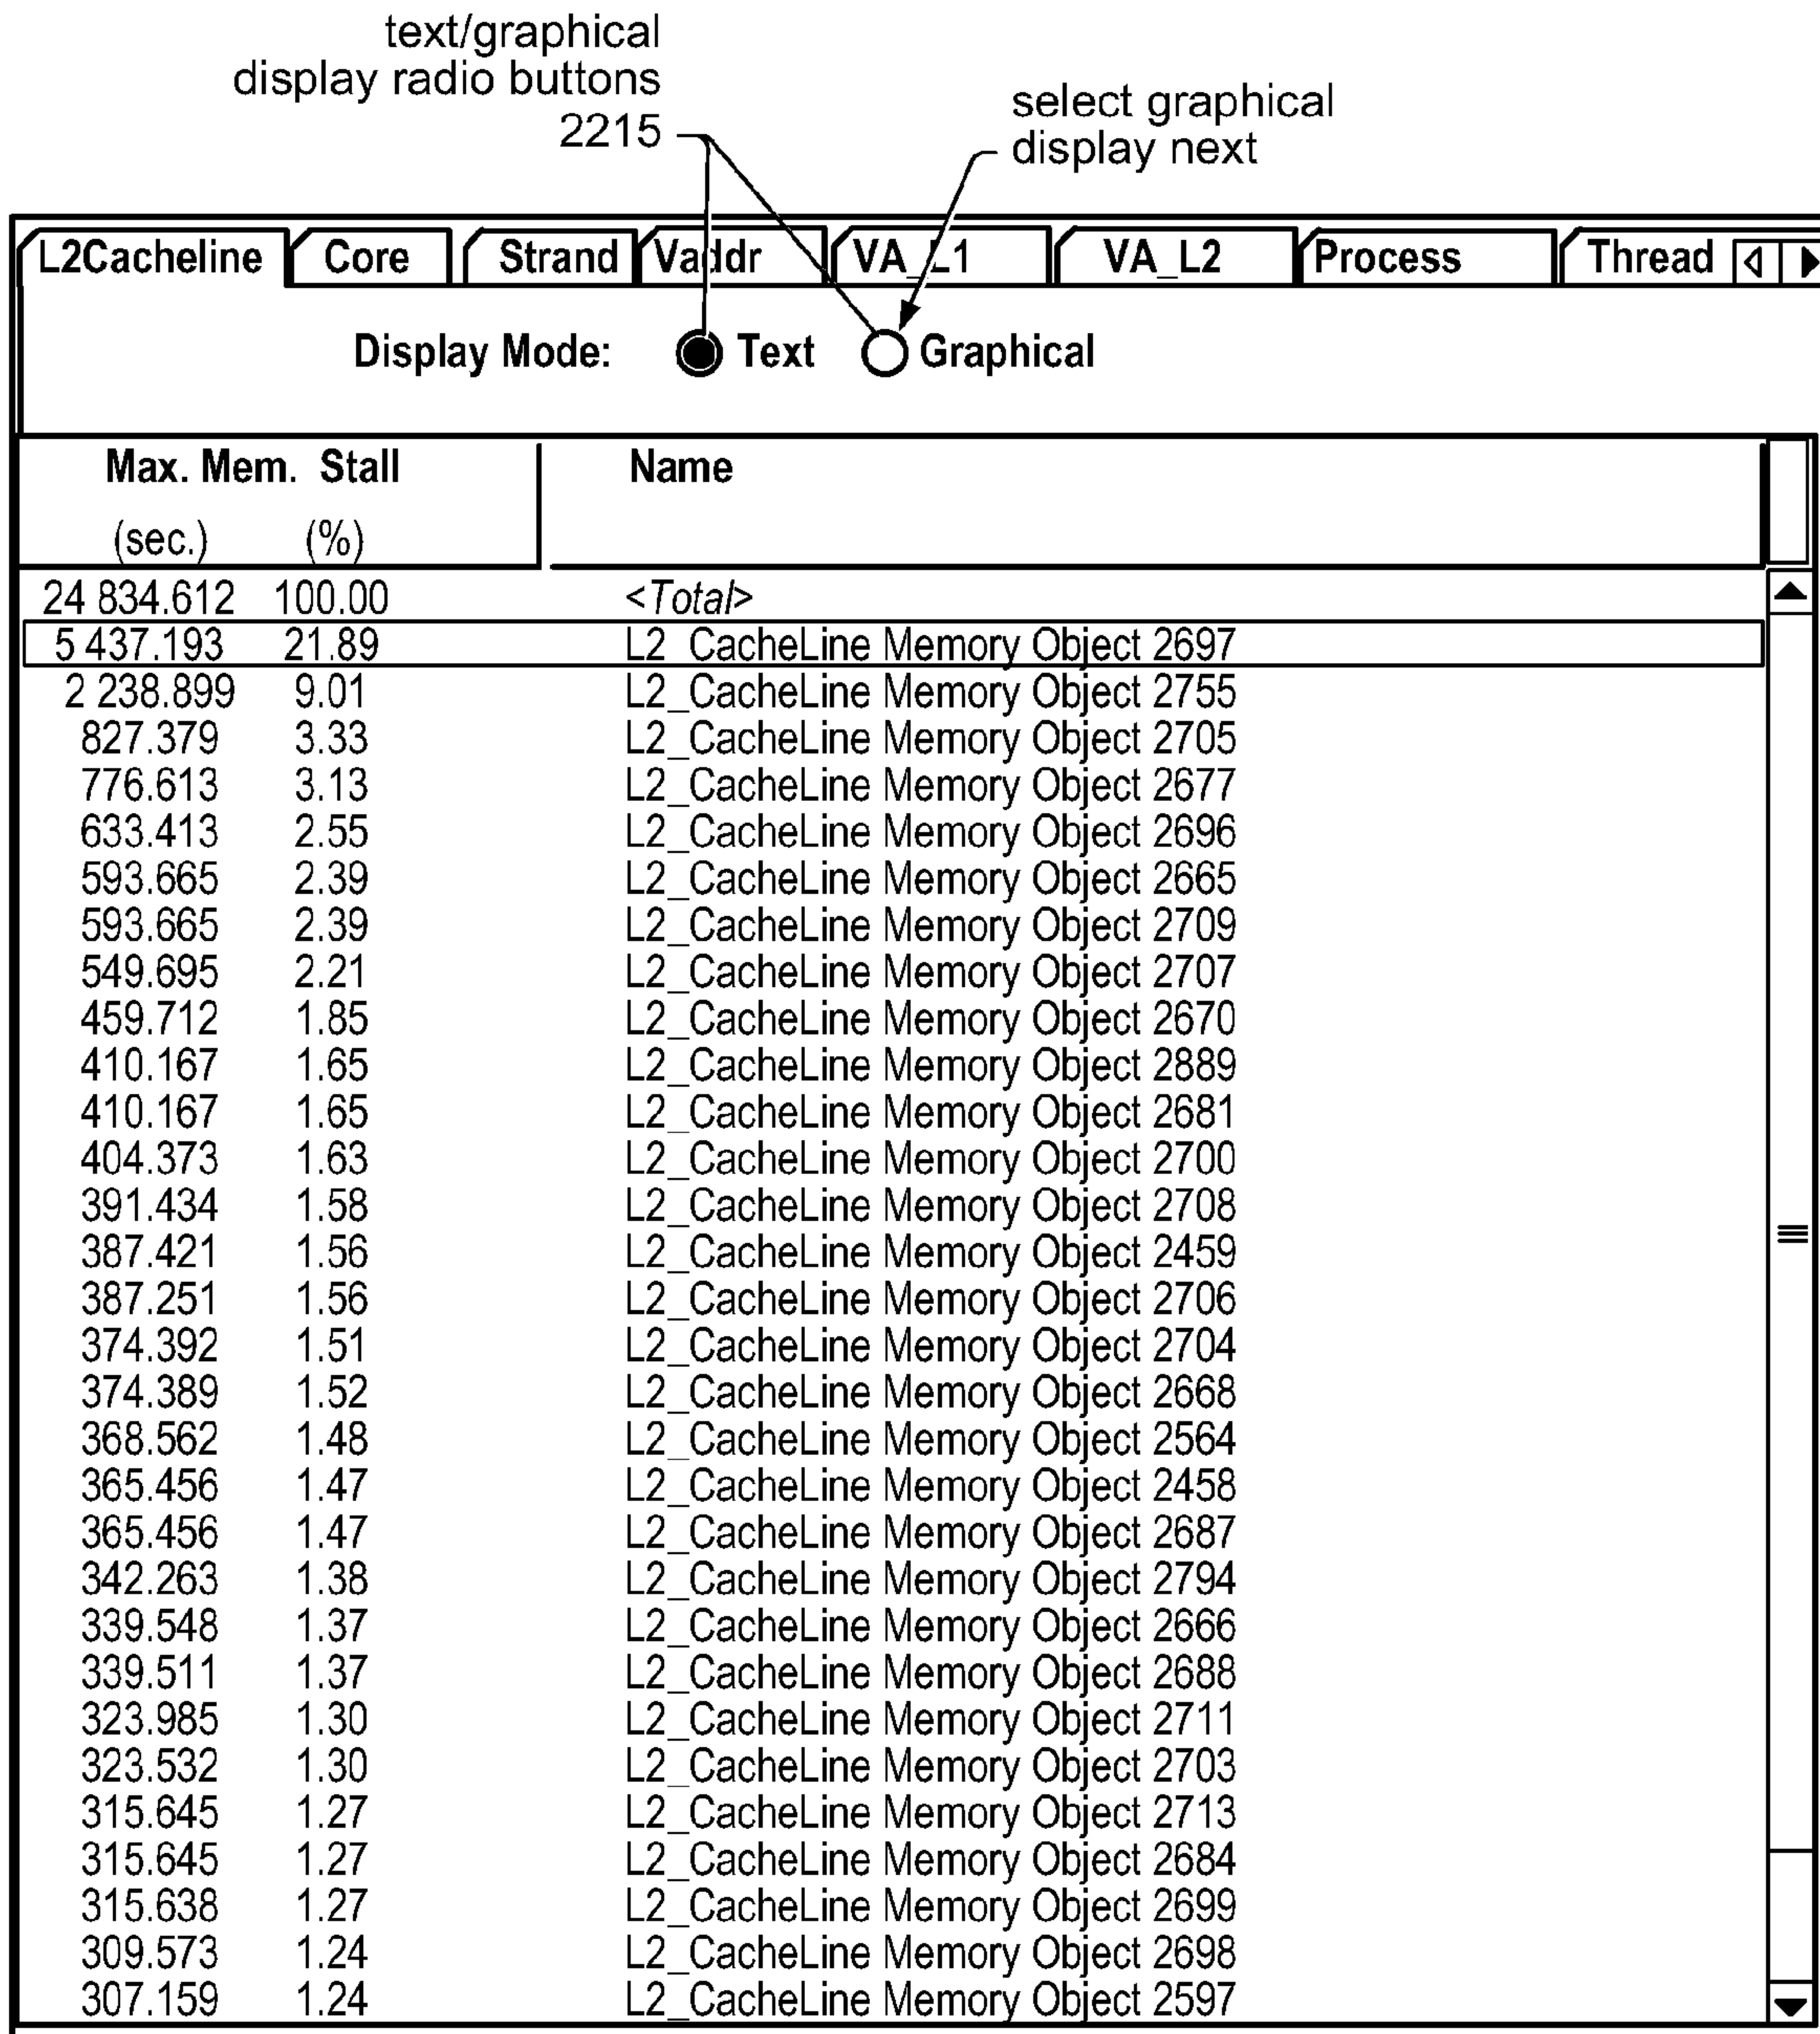 text/graphical
display radio buttons
2215
select graphical
display next
L2Cacheline Core Strand Vaddr VA_L1 VA_L2 Process Thread
Display Mode: Text Graphical
Max. Mem. Stall Name
(sec.) (%)
24 834.612 100.00 <Total>
5 437.193 21.89 L2_CacheLine Memory Object 2697
2 238.899 9.01 L2_CacheLine Memory Object 2755
827.379 3.33 L2_CacheLine Memory Object 2705
776.613 3.13 L2_CacheLine Memory Object 2677
633.413 2.55 L2_CacheLine Memory Object 2696
593.665 2.39 L2_CacheLine Memory Object 2665
593.665 2.39 L2_CacheLine Memory Object 2709
549.695 2.21 L2_CacheLine Memory Object 2707
459.712 1.85 L2_CacheLine Memory Object 2670
410.167 1.65 L2_CacheLine Memory Object 2889
410.167 1.65 L2_CacheLine Memory Object 2681
404.373 1.63 L2_CacheLine Memory Object 2700
391.434 1.58 L2_CacheLine Memory Object 2708
387.421 1.56 L2_CacheLine Memory Object 2459
387.251 1.56 L2_CacheLine Memory Object 2706
374.392 1.51 L2_CacheLine Memory Object 2704
374.389 1.52 L2_CacheLine Memory Object 2668
368.562 1.48 L2_CacheLine Memory Object 2564
365.456 1.47 L2_CacheLine Memory Object 2458
365.456 1.47 L2_CacheLine Memory Object 2687
342.263 1.38 L2_CacheLine Memory Object 2794
339.548 1.37 L2_CacheLine Memory Object 2666
339.511 1.37 L2_CacheLine Memory Object 2688
323.985 1.30 L2_CacheLine Memory Object 2711
323.532 1.30 L2_CacheLine Memory Object 2703
315.645 1.27 L2_CacheLine Memory Object 2713
315.645 1.27 L2_CacheLine Memory Object 2684
315.638 1.27 L2_CacheLine Memory Object 2699
309.573 1.24 L2_CacheLine Memory Object 2698
307.159 1.24 L2_CacheLine Memory Object 2597